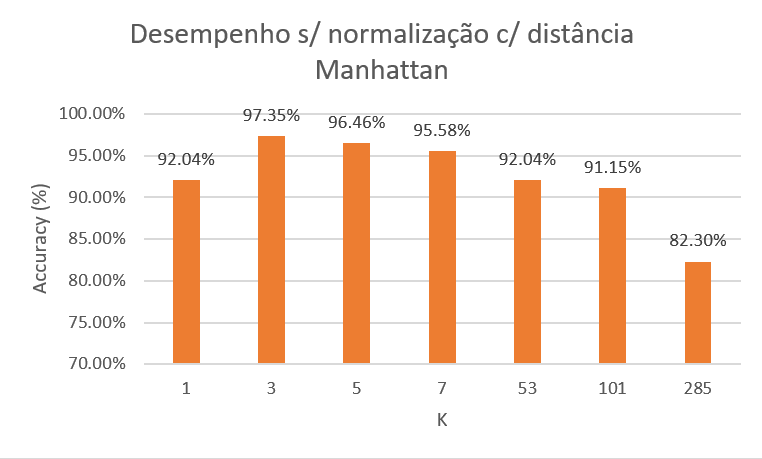 Desempenho s/ normalização c/ distância
Manhattan
100.00%
95.00%
90.00%
85.00%
80.00%
75.00%
70.00%
Accuracy (%)
92.04%
97.35%
96.46%
95.58%
92.04%
91.15%
82.30%
1 3 5 7 53 101 285
K